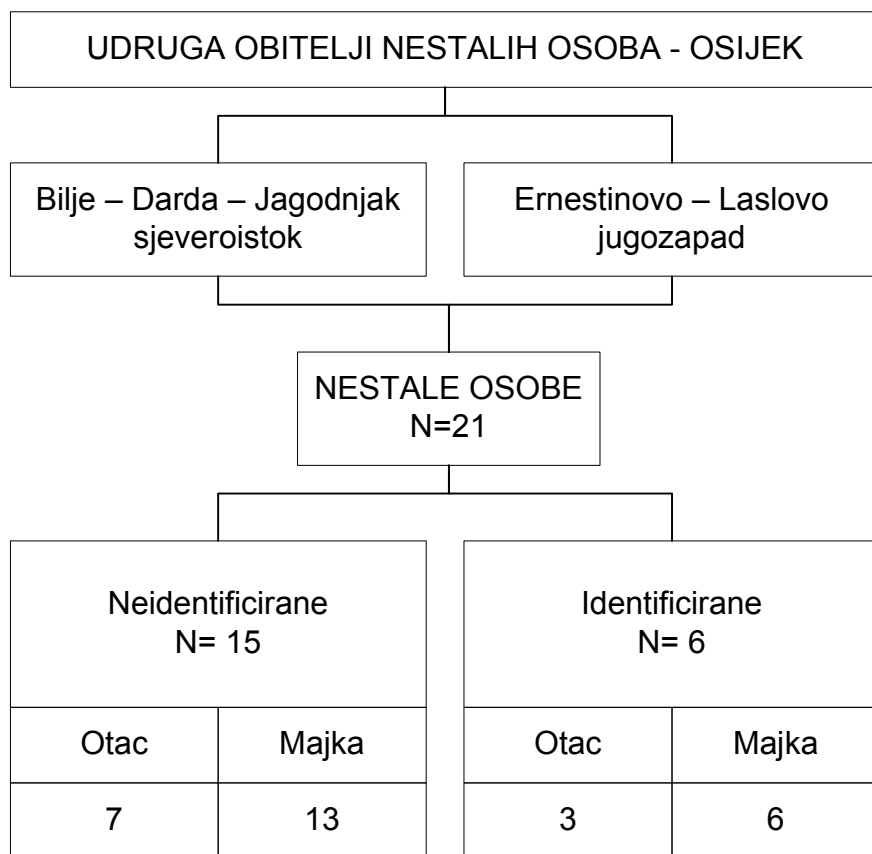 UDRUGA OBITELJI NESTALIH OSOBA - OSIJEK
Bilje – Darda – Jagodnjak
sjeveroistok
Ernestinovo – Laslovo
jugozapad
NESTALE OSOBE
N=21
Neidentificirane
N= 15
Identificirane
N= 6
Otac
Majka
Otac
Majka
7
13
3
6